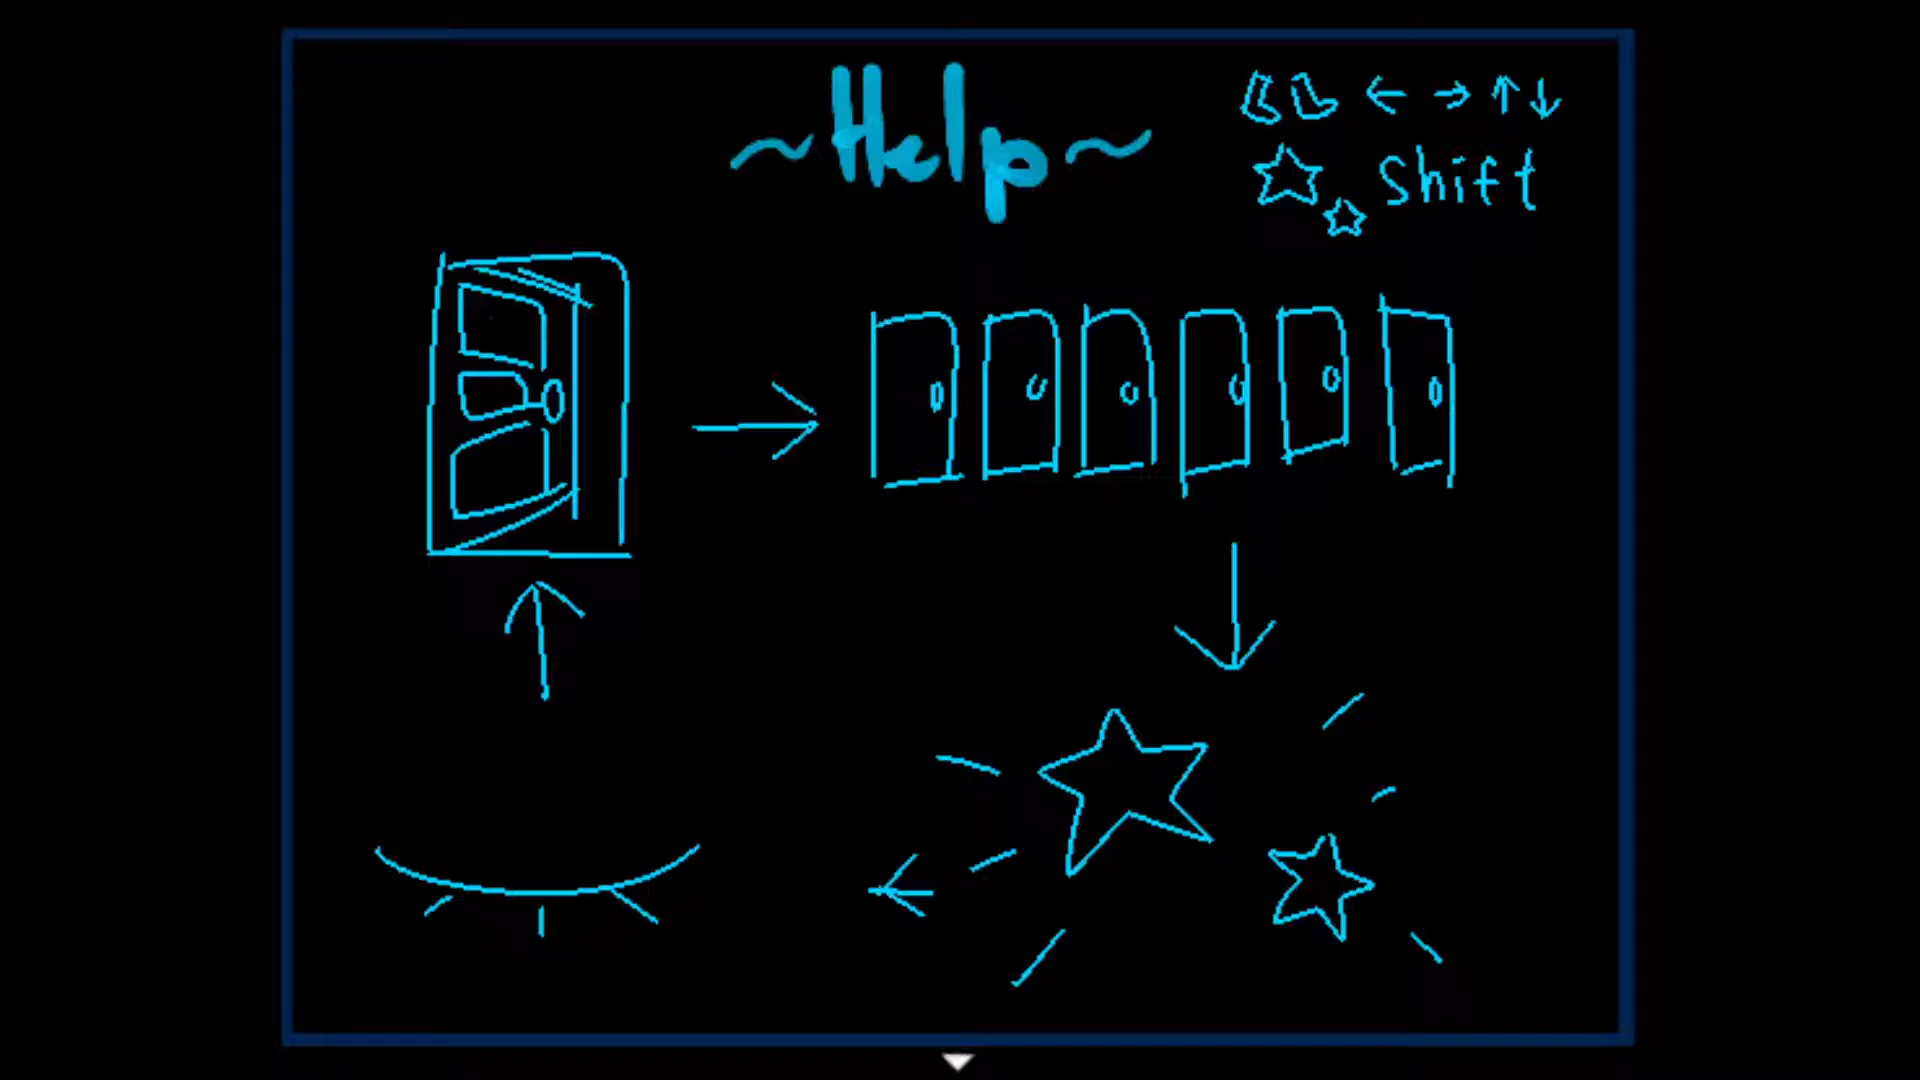 ~Help~
← → ↑ ↓
Shift